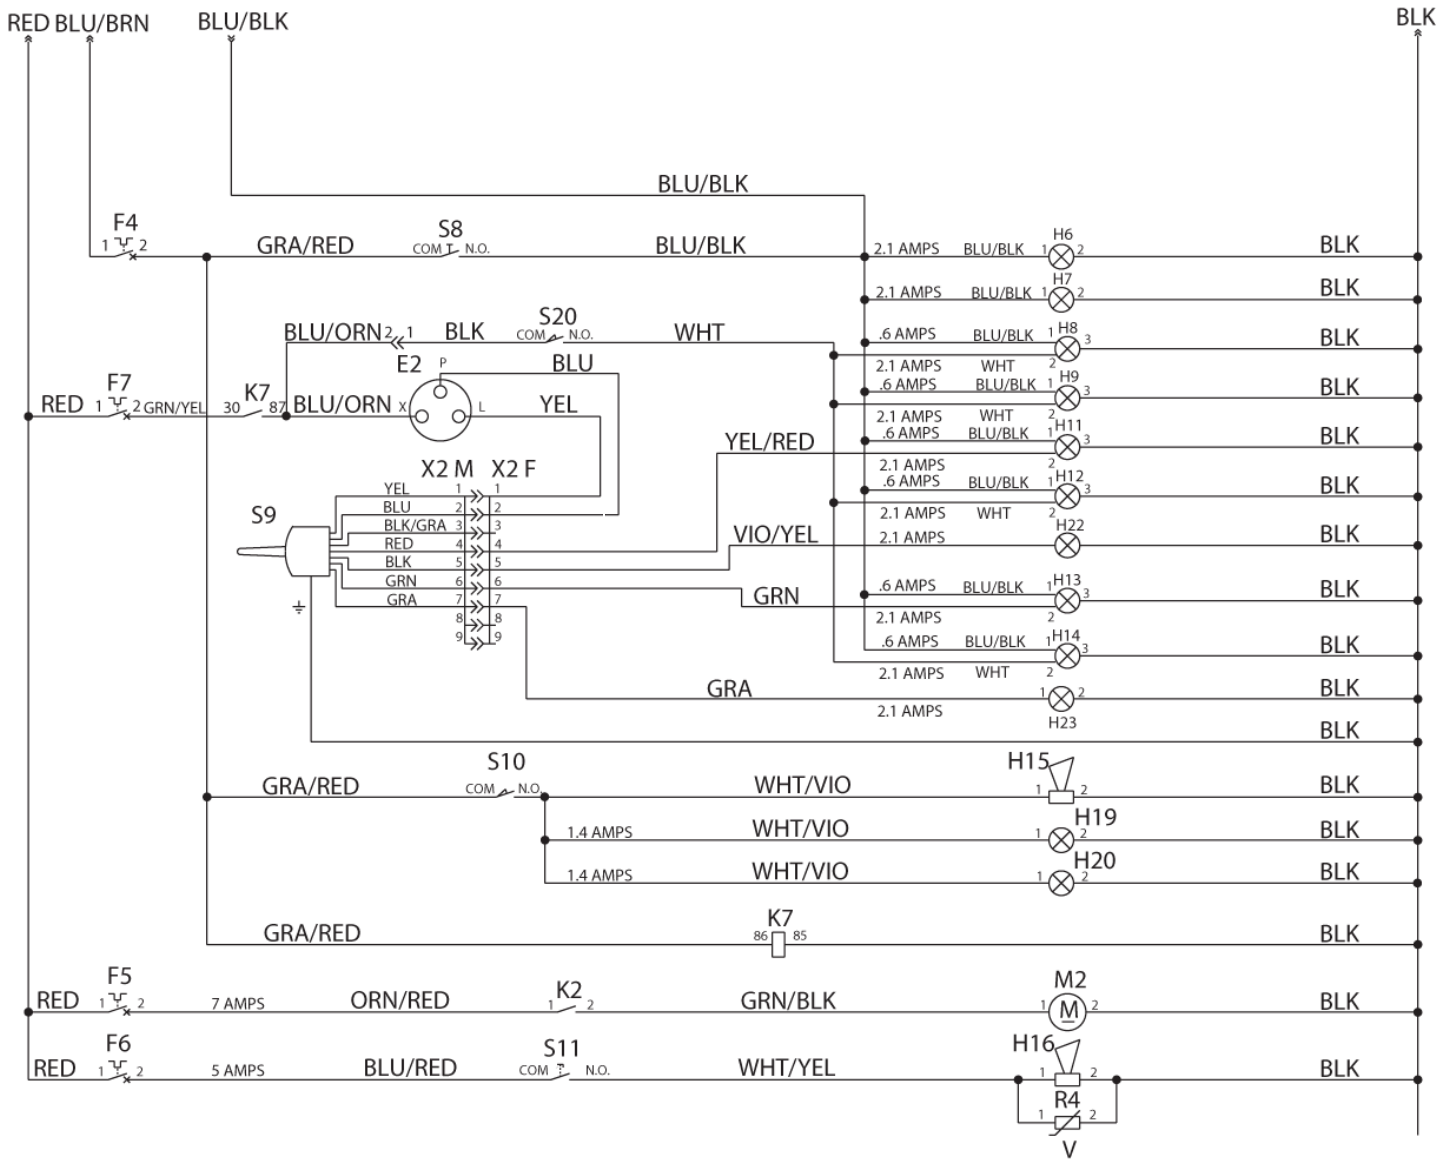 RED BLU/BRN BLU/BLK BLK
BLU/BLK
F4 1 2 GRA/RED S8 COM N.O. BLU/BLK 2.1 AMPS BLU/BLK 1 H6 2 BLK
2.1 AMPS BLU/BLK 1 H7 2 BLK
BLU/ORN 2 1 BLK S20 COM N.O. WHT .6 AMPS BLU/BLK 1 H8 3 BLK
2.1 AMPS WHT 2
E2 P BLU
.6 AMPS BLU/BLK 1 H9 3 BLK
2.1 AMPS WHT 2
RED F7 1 2 GRN/YEL 30 K7 87 BLU/ORN X L YEL
YEL/RED .6 AMPS BLU/BLK 1 H11 3 BLK
2.1 AMPS 2
X2 M X2 F
.6 AMPS BLU/BLK 1 H12 3 BLK
2.1 AMPS WHT 2
S9
YEL 1 1
BLU 2 2
BLK/GRA 3 3
RED 4 4
BLK 5 5
GRN 6 6
GRA 7 7
8 8
9 9
VIO/YEL 2.1 AMPS H22 BLK
GRN .6 AMPS BLU/BLK 1 H13 3 BLK
2.1 AMPS 2
.6 AMPS BLU/BLK 1 H14 3 BLK
2.1 AMPS WHT 2
GRA 2.1 AMPS 1 H23 2 BLK
BLK
GRA/RED S10 COM N.O. WHT/VIO H15 1 2 BLK
1.4 AMPS WHT/VIO 1 H19 2 BLK
1.4 AMPS WHT/VIO 1 H20 2 BLK
GRA/RED 86 K7 85 BLK
RED F5 1 2 7 AMPS ORN/RED 1 K2 2 GRN/BLK M2 1 M 2 BLK
RED F6 1 2 5 AMPS BLU/RED S11 COM ? N.O. WHT/YEL H16 1 2 BLK
R4 1 2
V